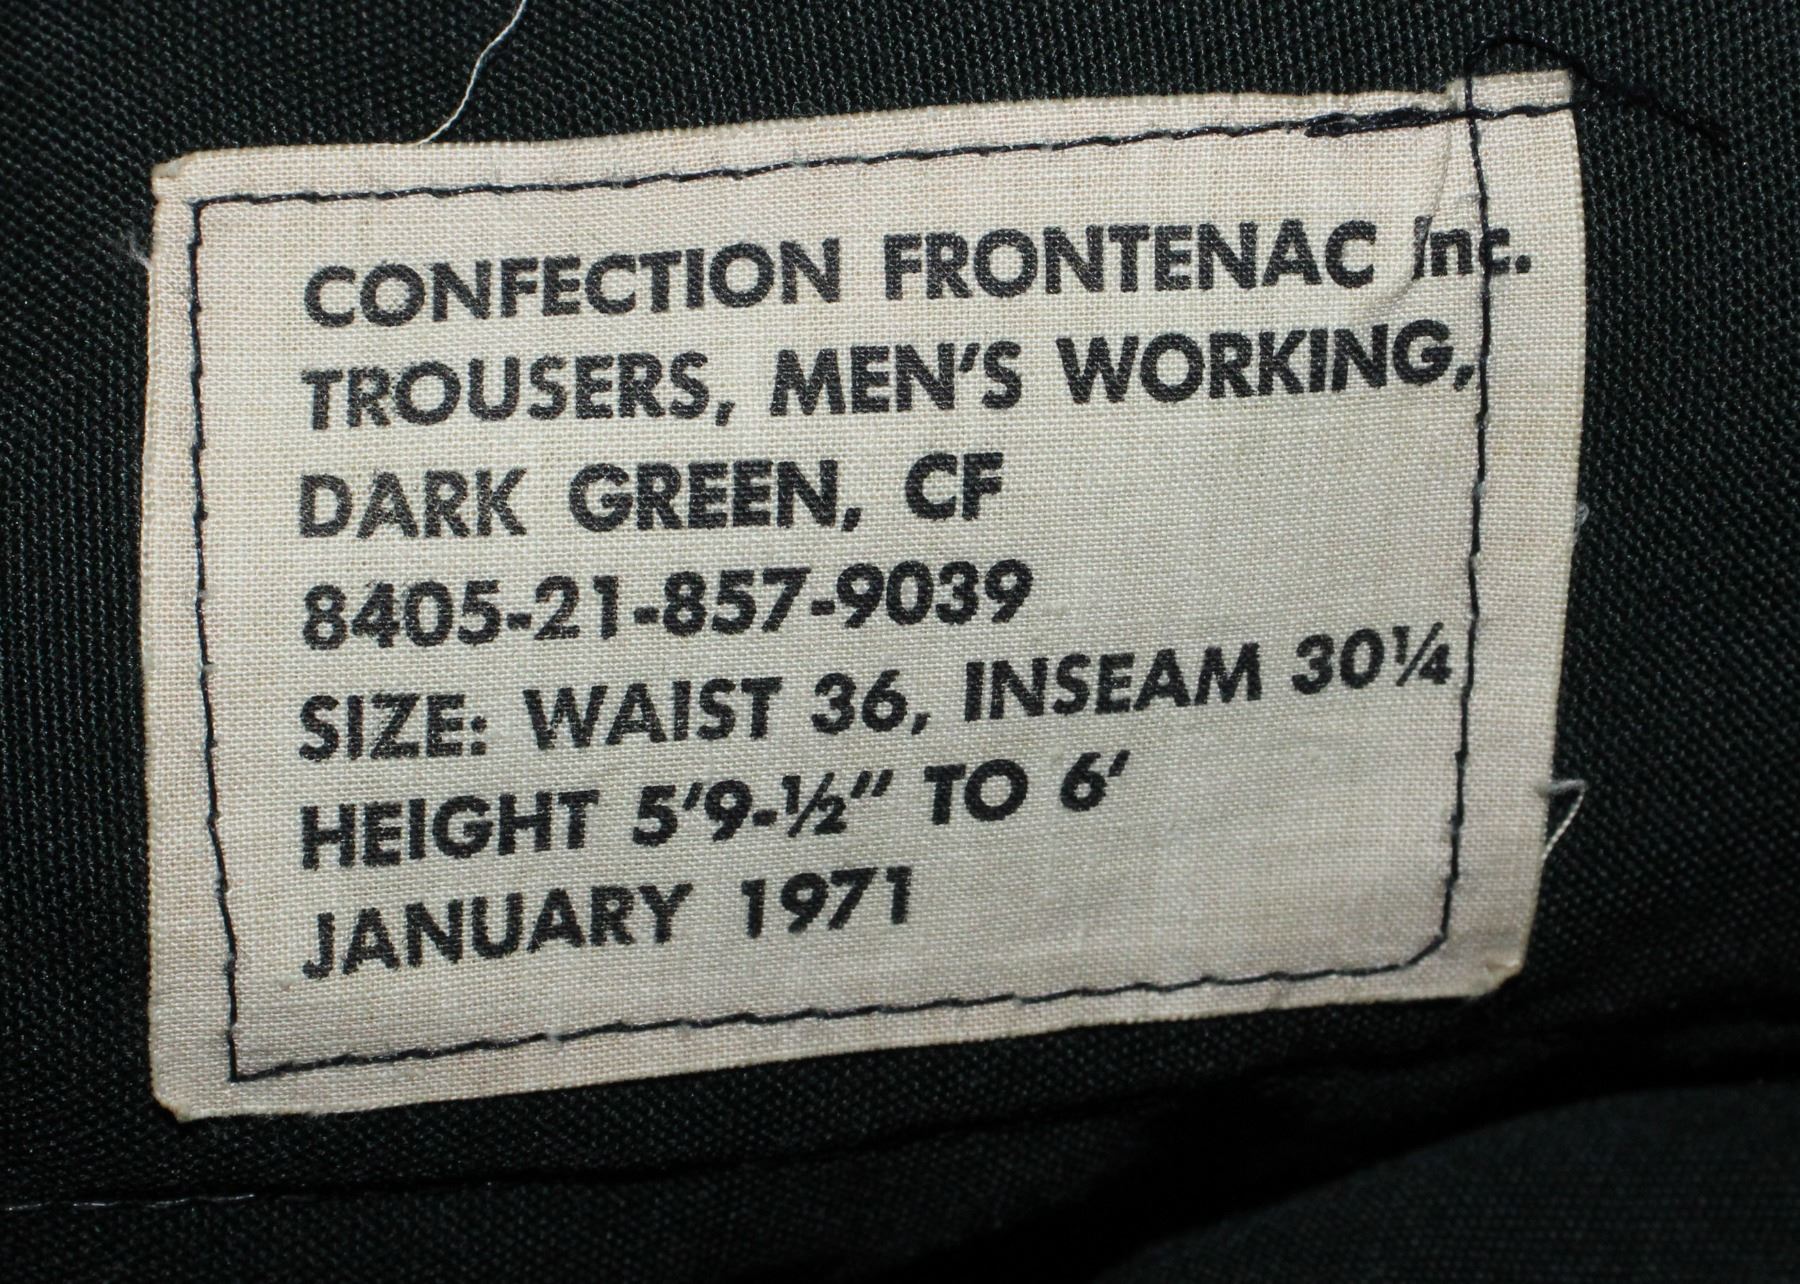 CONFECTION FRONTENAC Inc.
TROUSERS, MEN'S WORKING,
DARK GREEN, CF
8405-21-857-9039
SIZE: WAIST 36, INSEAM 30¼
HEIGHT 5'9-½" TO 6'
JANUARY 1971